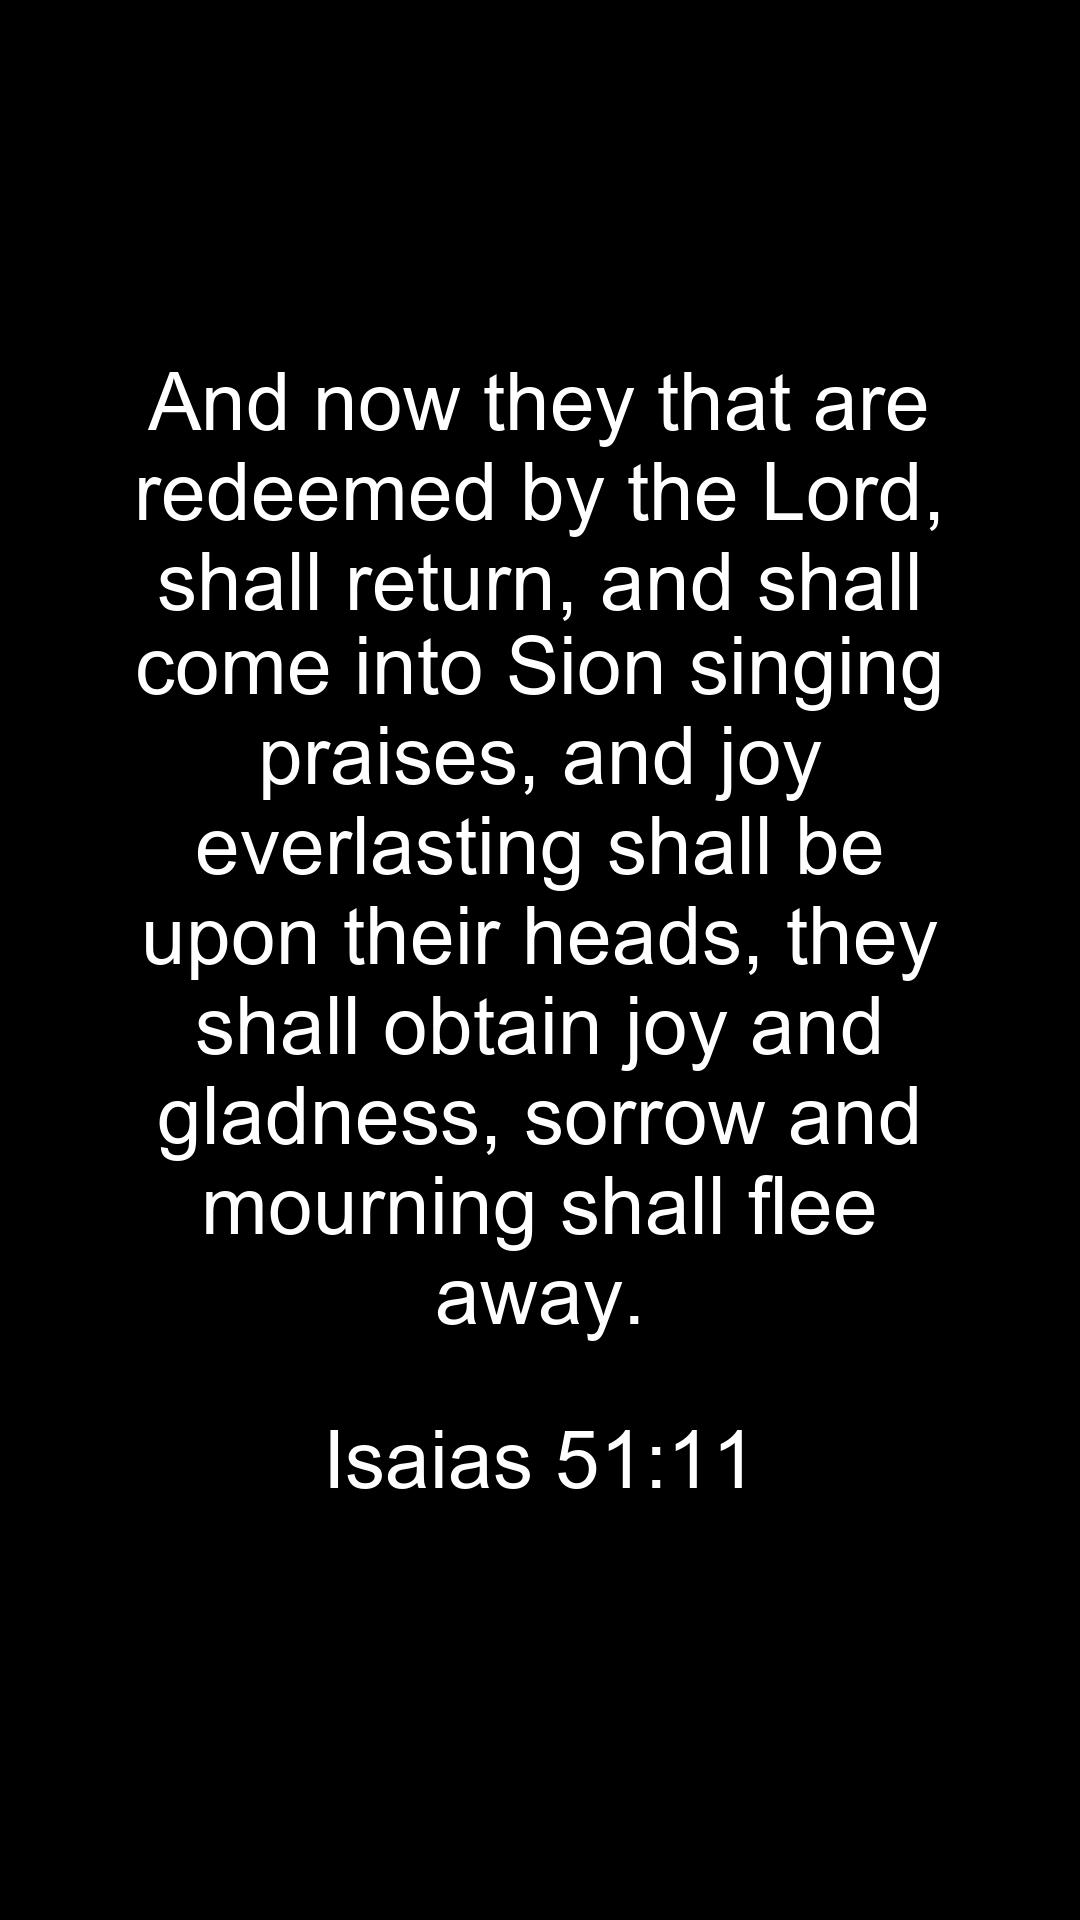 And now they that are
redeemed by the Lord,
shall return, and shall
come into Sion singing
praises, and joy
everlasting shall be
upon their heads, they
shall obtain joy and
gladness, sorrow and
mourning shall flee
away.
Isaias 51:11